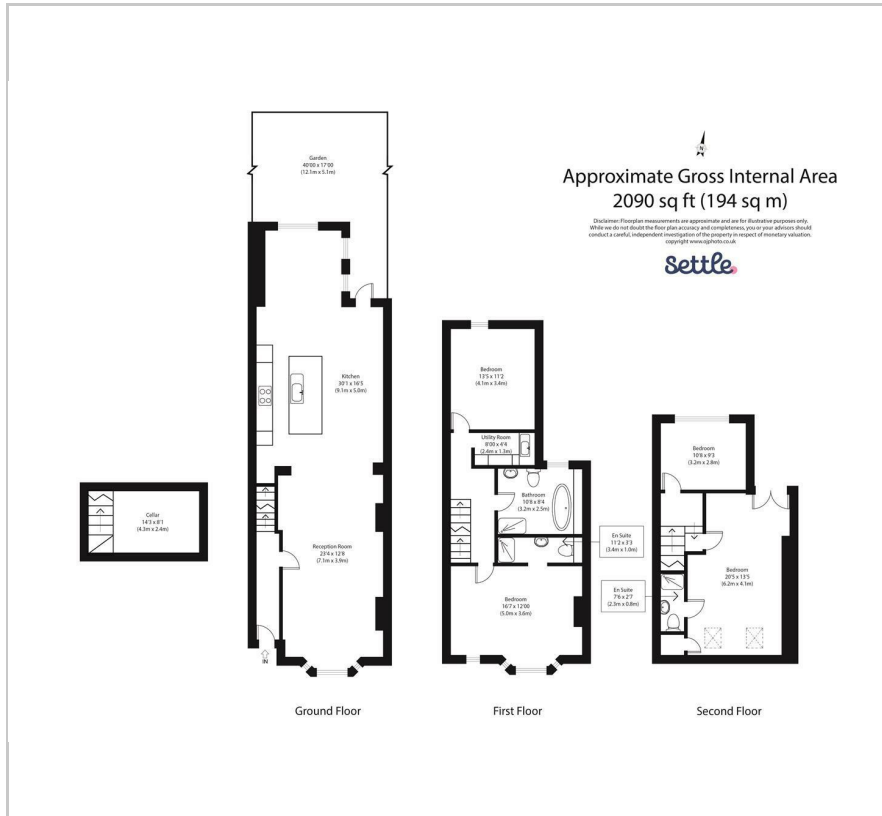 N
Approximate Gross Internal Area
2090 sq ft (194 sq m)
Disclaimer: Floorplan measurements are approximate and are for illustrative purposes only.
While we do not doubt the floor plan accuracy and completeness, you or your advisors should
conduct a careful, independent investigation of the property in respect of monetary valuation.
copyright www.ajphoto.co.uk
settle.
Garden
40'00 x 17'00
(12.1m x 5.1m)
Kitchen
30'1 x 16'5
(9.1m x 5.0m)
Reception Room
23'4 x 12'8
(7.1m x 3.9m)
IN
Cellar
14'3 x 8'1
(4.3m x 2.4m)
Ground Floor
Bedroom
13'5 x 11'2
(4.1m x 3.4m)
Utility Room
8'00 x 4'4
(2.4m x 1.3m)
Bathroom
10'8 x 8'4
(3.2m x 2.5m)
En Suite
11'2 x 3'3
(3.4m x 1.0m)
Bedroom
16'7 x 12'00
(5.0m x 3.6m)
First Floor
Bedroom
10'8 x 9'3
(3.2m x 2.8m)
Bedroom
20'5 x 13'5
(6.2m x 4.1m)
En Suite
7'6 x 2'7
(2.3m x 0.8m)
Second Floor